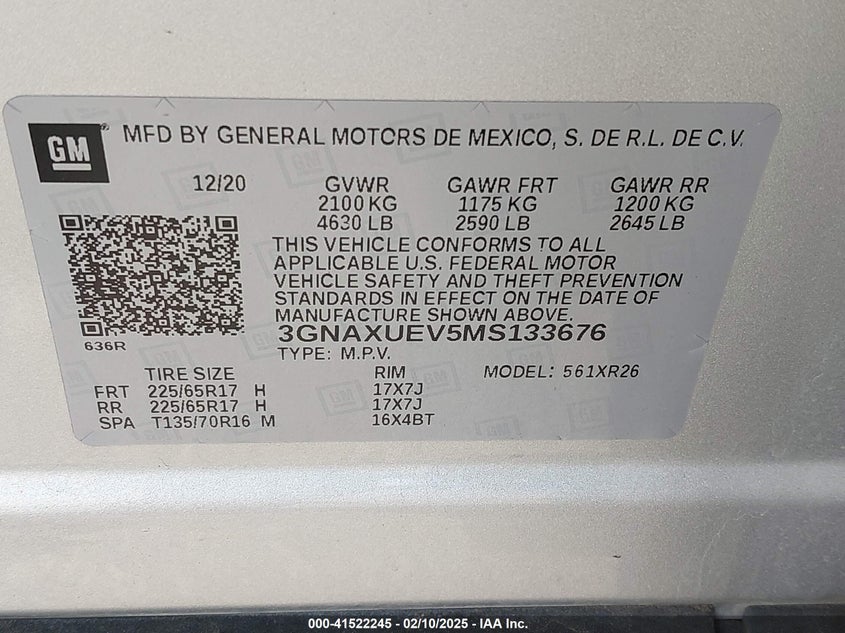 GM® MFD BY GENERAL MOTORS DE MEXICO, S. DE R.L. DE C.V.
12/20 GVWR GAWR FRT GAWR RR
2100 KG 1175 KG 1200 KG
4630 LB 2590 LB 2645 LB
THIS VEHICLE CONFORMS TO ALL
APPLICABLE U.S. FEDERAL MOTOR
VEHICLE SAFETY AND THEFT PREVENTION
STANDARDS IN EFFECT ON THE DATE OF
MANUFACTURE SHOWN ABOVE.
3GNAXUEV5MS133676
636R
TYPE: M.P.V.
TIRE SIZE RIM MODEL: 561XR26
FRT 225/65R17 H 17X7J
RR 225/65R17 H 17X7J
SPA T135/70R16 M 16X4BT
000-41522245 - 02/10/2025 - IAA Inc.